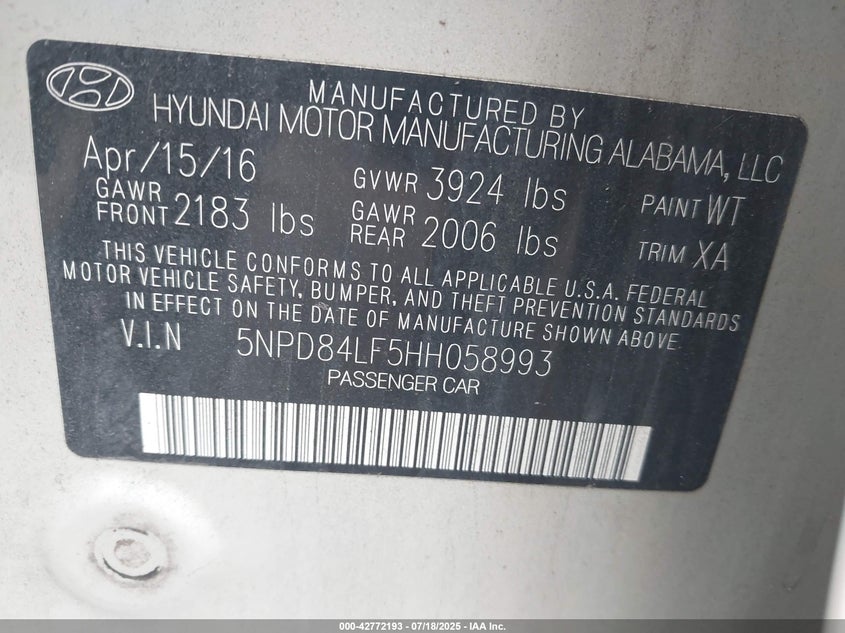 MANUFACTURED BY
HYUNDAI MOTOR MANUFACTURING ALABAMA, LLC
Apr/15/16 GVWR 3924 lbs PAINT WT
GAWR FRONT 2183 lbs GAWR REAR 2006 lbs TRIM XA
THIS VEHICLE CONFORMS TO ALL APPLICABLE U.S.A. FEDERAL
MOTOR VEHICLE SAFETY, BUMPER, AND THEFT PREVENTION STANDARDS
IN EFFECT ON THE DATE OF MANUFACTURE SHOWN ABOVE.
V.I.N 5NPD84LF5HH058993
PASSENGER CAR
000-42772193 - 07/18/2025 - IAA Inc.